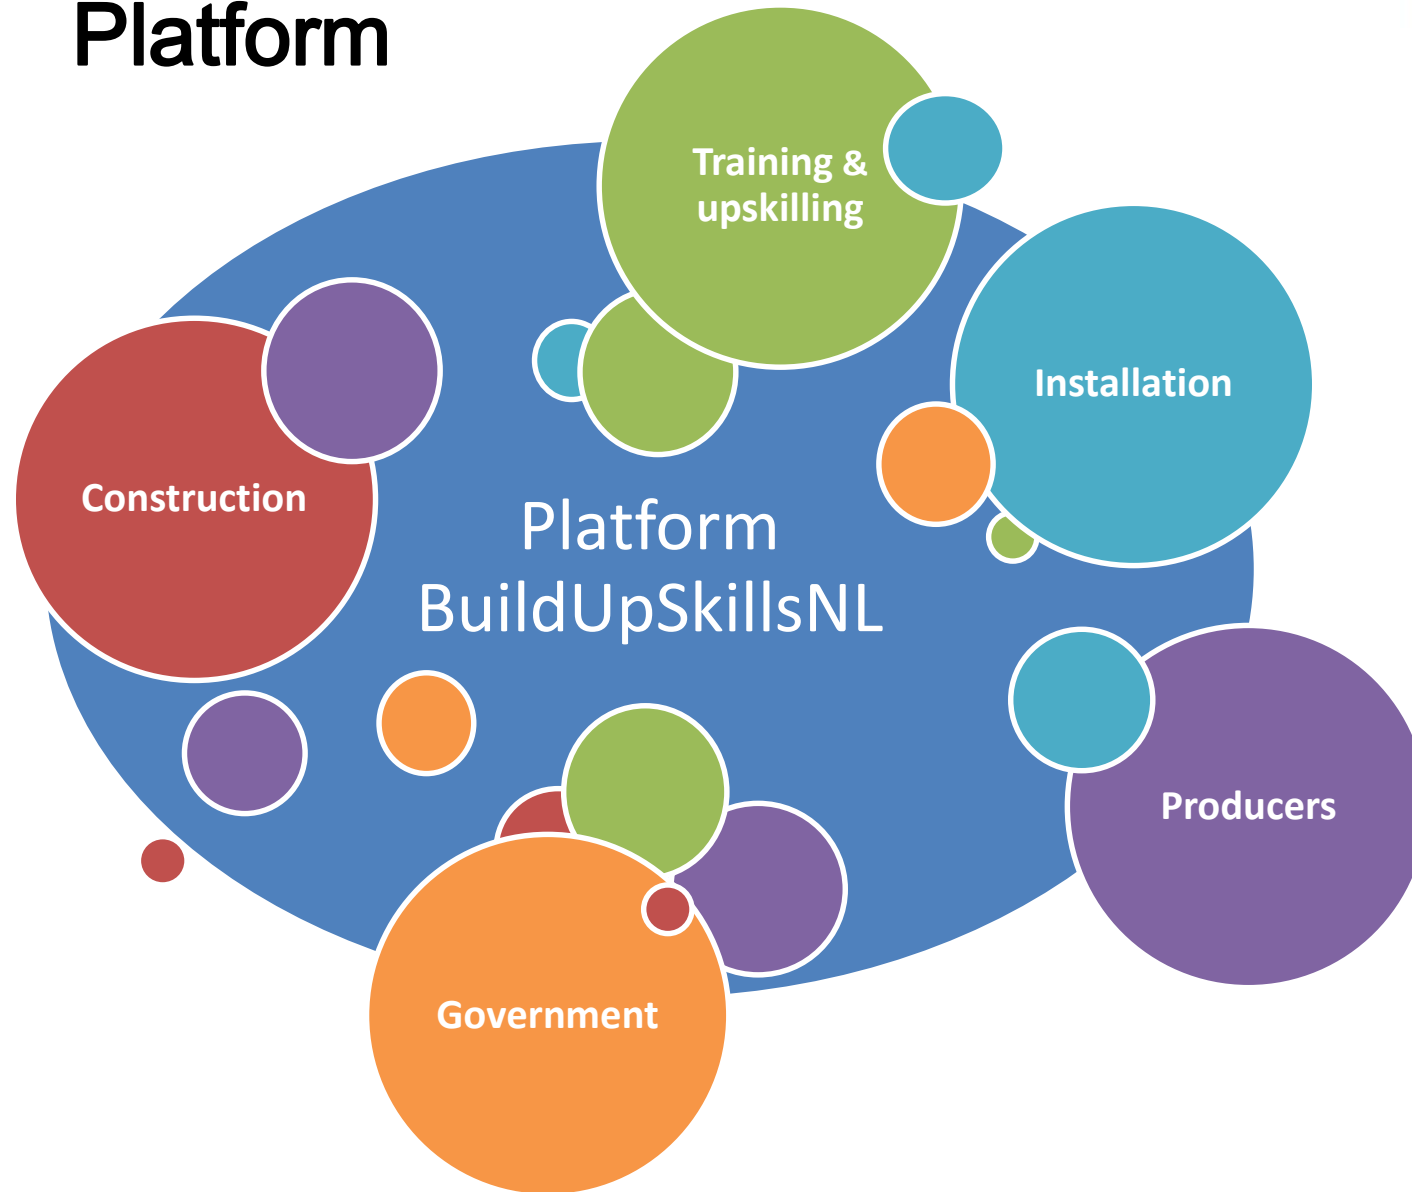 Platform
Training &
upskilling
Installation
Construction
Platform
BuildUpSkillsNL
Producers
Government